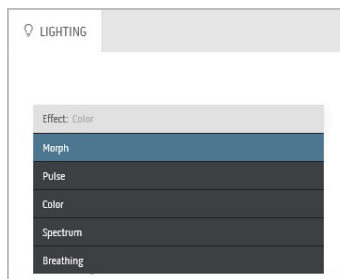 LIGHTING
Effect: Color
Morph
Pulse
Color
Spectrum
Breathing